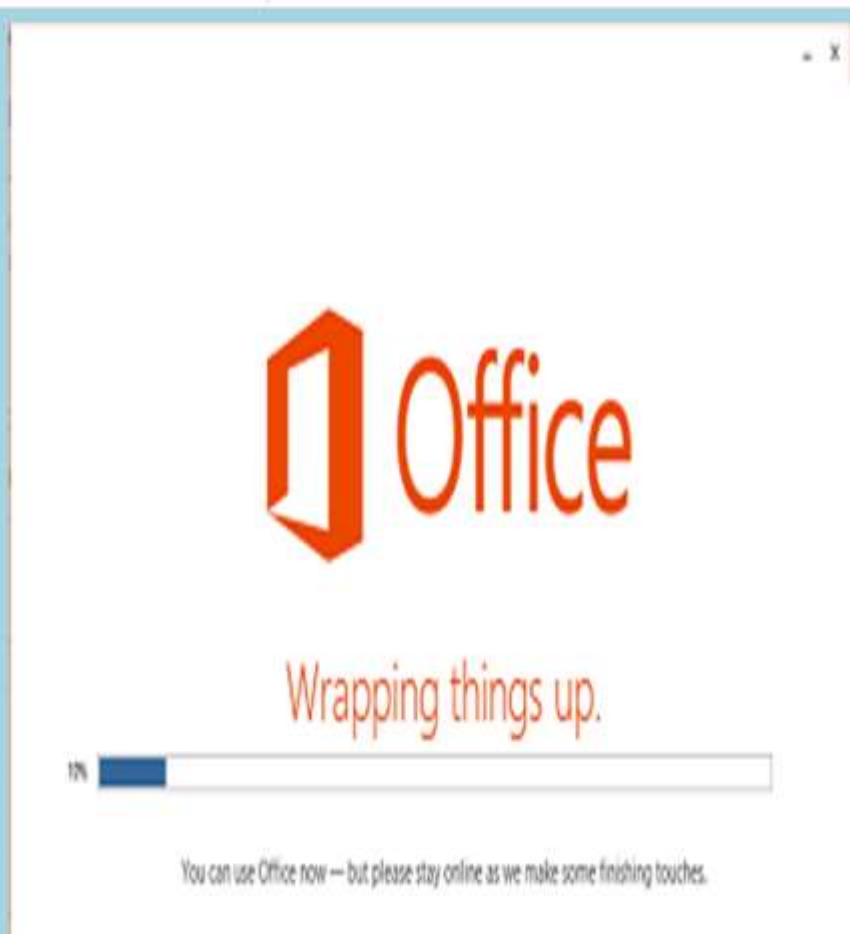 Office
Wrapping things up.
10%
You can use Office now — but please stay online as we make some finishing touches.